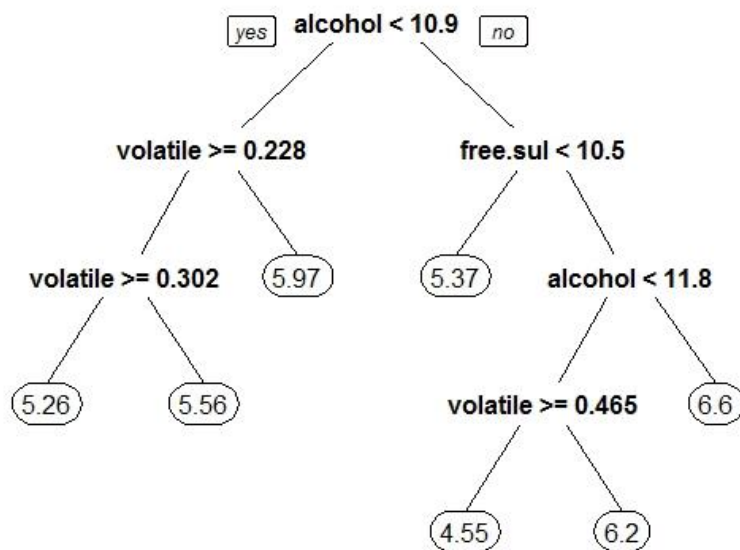 yes alcohol < 10.9 no
volatile >= 0.228 free.sul < 10.5
volatile >= 0.302 5.97 5.37 alcohol < 11.8
5.26 5.56 volatile >= 0.465 6.6
4.55 6.2